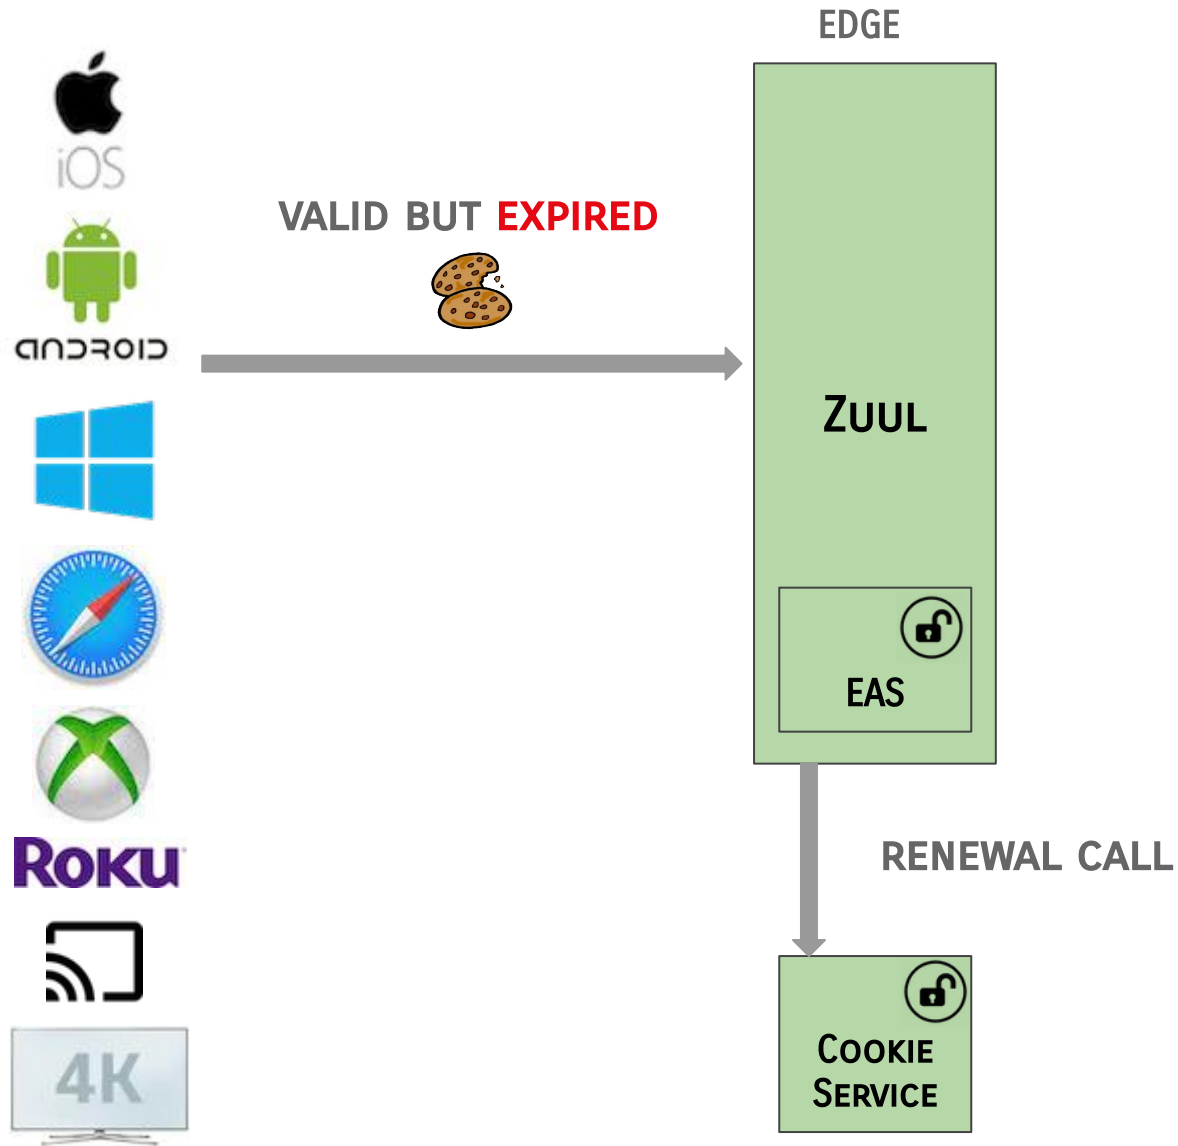 EDGE
iOS
VALID BUT EXPIRED
ANDROID
ZUUL
EAS
ROKU
RENEWAL CALL
4K
COOKIE
SERVICE